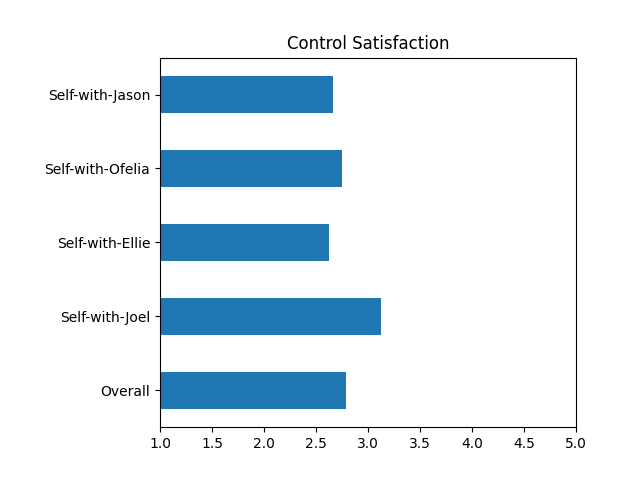 Control Satisfaction
Self-with-Jason
Self-with-Ofelia
Self-with-Ellie
Self-with-Joel
Overall
1.0 1.5 2.0 2.5 3.0 3.5 4.0 4.5 5.0